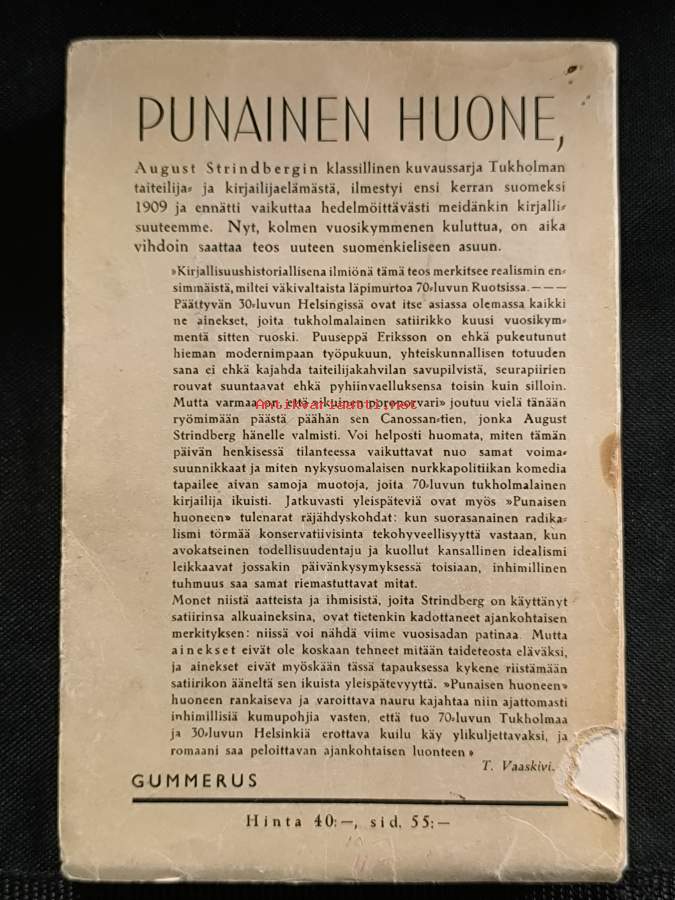 PUNAINEN HUONE,
August Strindbergin klassillinen kuvaussarja Tukholman
taiteilija- ja kirjailijaelämästä, ilmestyi ensi kerran suomeksi
1909 ja ennätti vaikuttaa hedelmöittävästi meidänkin kirjalli-
suuteemme. Nyt, kolmen vuosikymmenen kuluttua, on aika
vihdoin saattaa teos uuteen suomenkieliseen asuun.
»Kirjallisuushistoriallisena ilmiönä tämä teos merkitsee realismin en-
simmäistä, miltei väkivaltaista läpimurtoa 70-luvun Ruotsissa. — — —
Päättyvän 30-luvun Helsingissä ovat itse asiassa olemassa kaikki
ne ainekset, joita tukholmalainen satiirikko kuusi vuosikym-
mentä sitten ruoski. Puuseppä Eriksson on ehkä pukeutunut
hieman modernimpaan työpukuun, yhteiskunnallisen totuuden
sana ei ehkä kajahda taiteilijakahvilan savupilvistä, seurapiirien
rouvat suuntaavat ehkä pyhiinvaelluksensa toisin kuin silloin.
Mutta varmaa on, että »ikuinen poroporvari» joutuu vielä tänään
ryömimään päästä päähän sen Canossan-tien, jonka August
Strindberg hänelle valmisti. Voi helposti huomata, miten tämän
päivän henkisessä tilanteessa vaikuttavat nuo samat voima-
suunnikkaat ja miten nykysuomalaisen nurkkapolitiikan komedia
tapailee aivan samoja muotoja, joita 70-luvun tukholmalainen
kirjailija ikuisti. Jatkuvasti yleispäteviä ovat myös »Punaisen
huoneen» tulenarat räjähdyskohdat: kun suorasanainen radika-
lismi törmää konservatiivisinta tekohyveellisyyttä vastaan, kun
avokatseinen todellisuudentaju ja kuollut kansallinen idealismi
leikkaavat jossakin päivänkysymyksessä toisiaan, inhimillinen
tuhmuus saa samat riemastuttavat mitat.
Monet niistä aatteista ja ihmisistä, joita Strindberg on käyttänyt
satiirinsa alkuaineksina, ovat tietenkin kadottaneet ajankohtaisen
merkityksen: niissä voi nähdä viime vuosisadan patinaa. Mutta
ainekset eivät ole koskaan tehneet mitään taideteosta eläväksi,
ja ainekset eivät myöskään tässä tapauksessa kykene riistämään
satiirikon ääneltä sen ikuista yleispätevyyttä. »Punaisen huoneen»
huoneen rankaiseva ja varoittava nauru kajahtaa niin ajattomasti
inhimillisiä kumupohjia vasten, että tuo 70-luvun Tukholmaa
ja 30-luvun Helsinkiä erottava kuilu käy ylikuljettavaksi, ja
romaani saa peloittavan ajankohtaisen luonteen»
T. Vaaskivi.
GUMMERUS
Hinta 40:—, sid. 55:—
Antikvariaatti.net